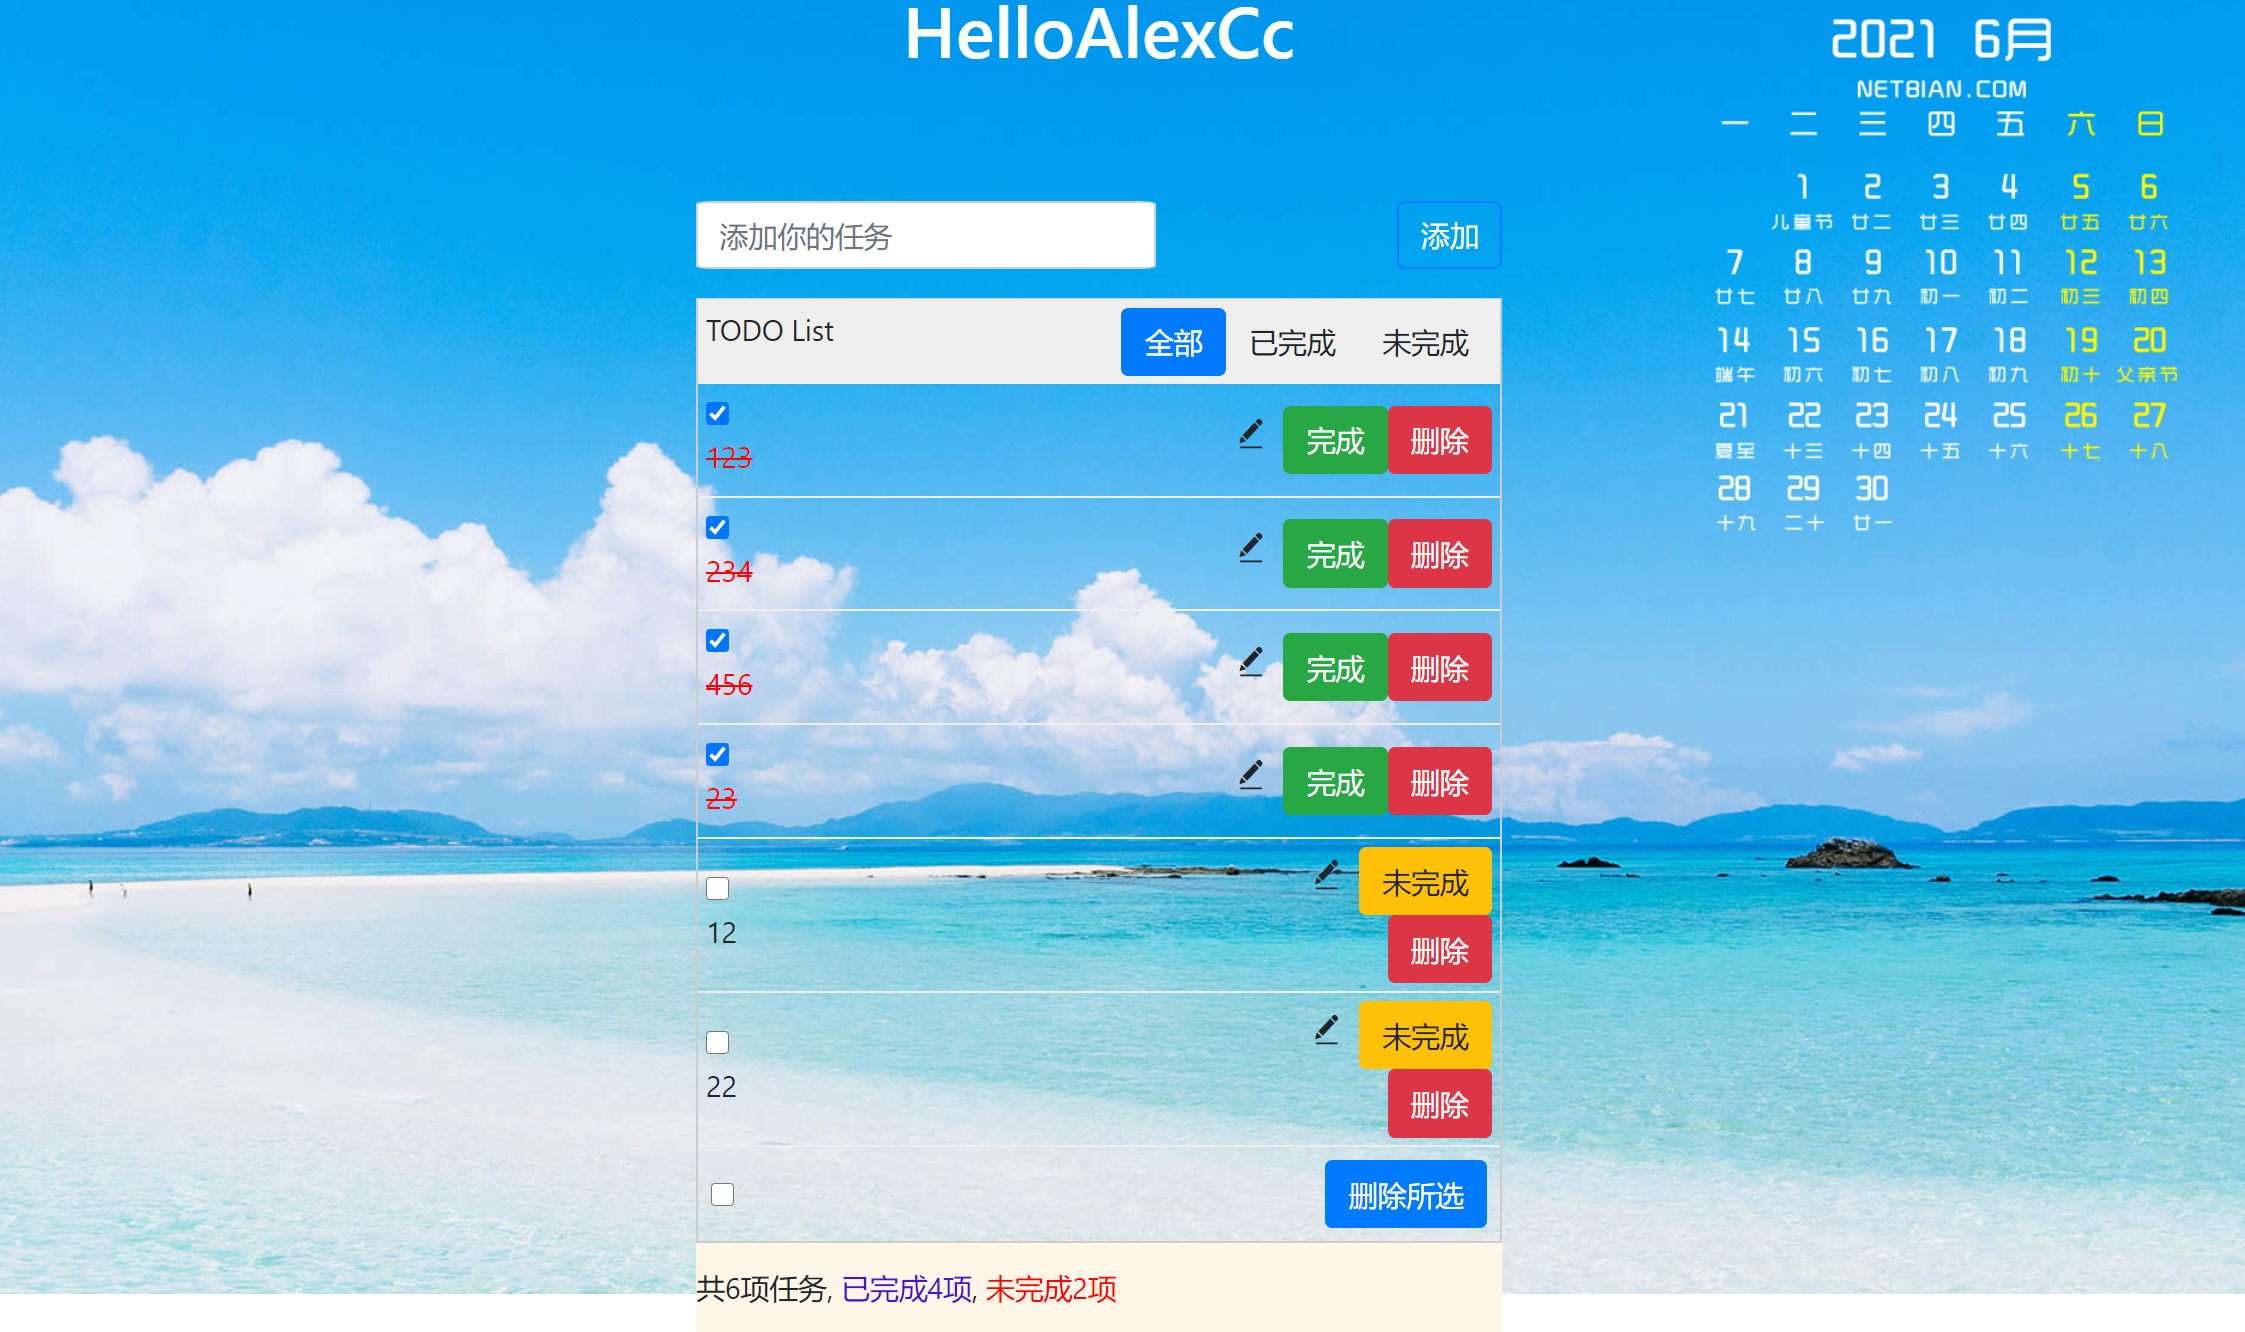 HelloAlexCc
2021 6月
NETBIAN.COM
一 二 三 四 五 六 日
1 2 3 4 5 6
儿童节 廿二 廿三 廿四 廿五 廿六
7 8 9 10 11 12 13
廿七 廿八 廿九 初一 初二 初三 初四
14 15 16 17 18 19 20
端午 初六 初七 初八 初九 初十 父亲节
21 22 23 24 25 26 27
夏至 十三 十四 十五 十六 十七 十八
28 29 30
十九 二十 廿一
添加你的任务 添加
TODO List 全部 已完成 未完成
123 完成 删除
234 完成 删除
456 完成 删除
23 完成 删除
未完成
12
删除
未完成
22
删除
删除所选
共6项任务, 已完成4项, 未完成2项